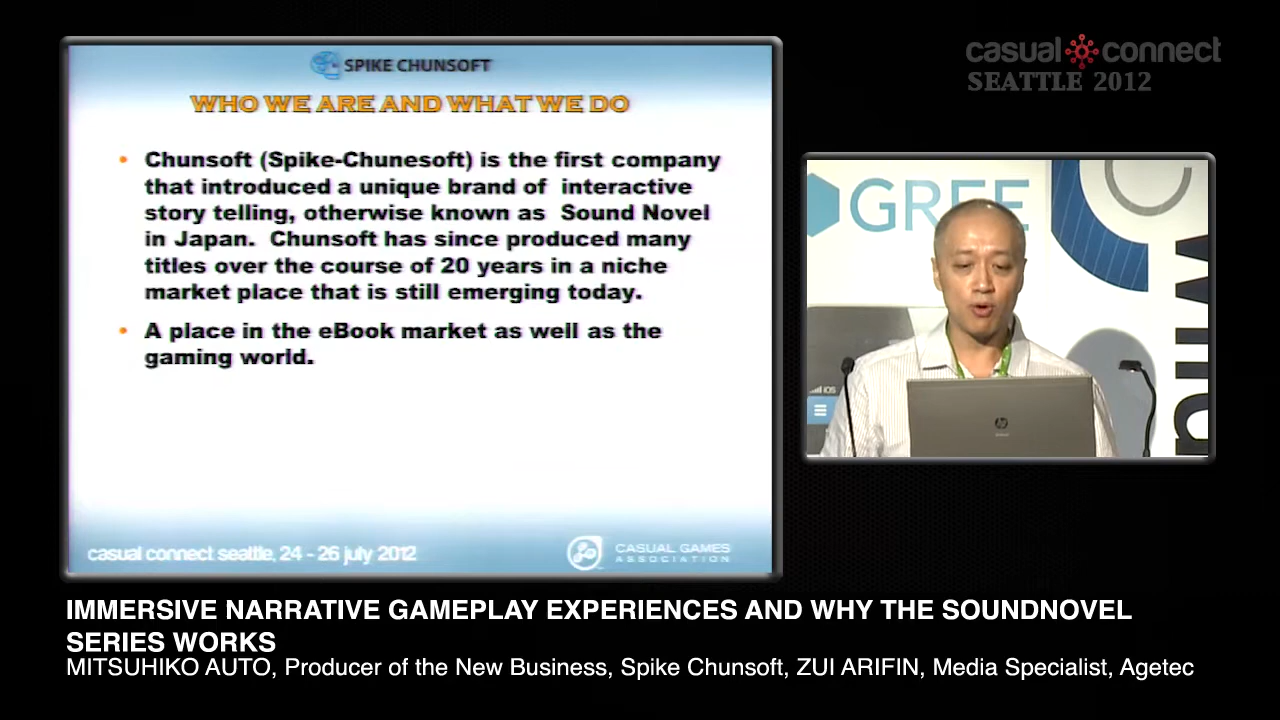 casual connect
SEATTLE 2012
SPIKE CHUNSOFT
WHO WE ARE AND WHAT WE DO
• Chunsoft (Spike-Chunesoft) is the first company
that introduced a unique brand of interactive
story telling, otherwise known as Sound Novel
in Japan. Chunsoft has since produced many
titles over the course of 20 years in a niche
market place that is still emerging today.
• A place in the eBook market as well as the
gaming world.
casual connect seattle, 24 - 26 july 2012
CASUAL GAMES
ASSOCIATION
GREE
iOS
hp
IMMERSIVE NARRATIVE GAMEPLAY EXPERIENCES AND WHY THE SOUNDNOVEL
SERIES WORKS
MITSUHIKO AUTO, Producer of the New Business, Spike Chunsoft, ZUI ARIFIN, Media Specialist, Agetec